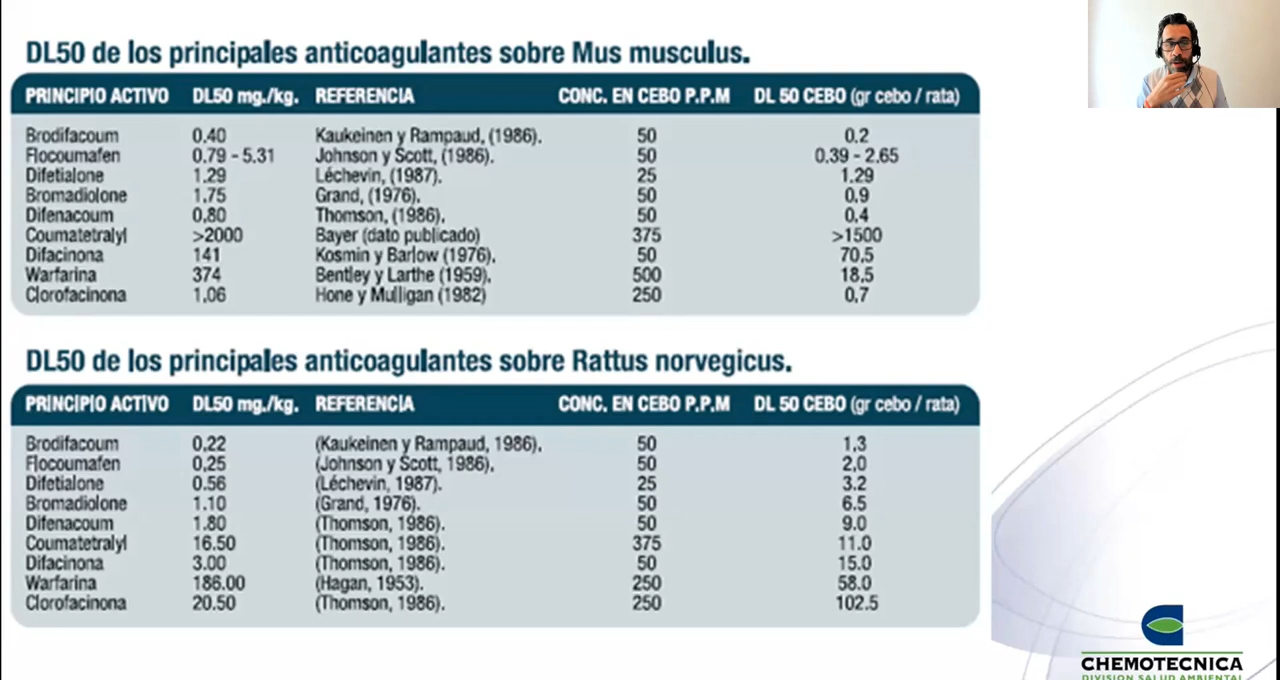 DL50 de los principales anticoagulantes sobre Mus musculus.
PRINCIPIO ACTIVO DL50 mg./kg. REFERENCIA CONC. EN CEBO P.P.M DL 50 CEBO (gr cebo / rata)
Brodifacoum 0.40 Kaukeinen y Rampaud, (1986). 50 0.2
Flocoumafen 0.79 - 5.31 Johnson y Scott, (1986). 50 0.39 - 2.65
Difetialone 1.29 Léchevin, (1987). 25 1.29
Bromadiolone 1,75 Grand, (1976). 50 0,9
Difenacoum 0,80 Thomson, (1986). 50 0,4
Coumatetralyl >2000 Bayer (dato publicado) 375 >1500
Difacinona 141 Kosmin y Barlow (1976). 50 70,5
Warfarina 374 Bentley y Larthe (1959). 500 18,5
Clorofacinona 1,06 Hone y Mulligan (1982) 250 0,7
DL50 de los principales anticoagulantes sobre Rattus norvegicus.
PRINCIPIO ACTIVO DL50 mg./kg. REFERENCIA CONC. EN CEBO P.P.M DL 50 CEBO (gr cebo / rata)
Brodifacoum 0,22 (Kaukeinen y Rampaud, 1986). 50 1,3
Flocoumafen 0,25 (Johnson y Scott, 1986). 50 2,0
Difetialone 0.56 (Léchevin, 1987). 25 3.2
Bromadiolone 1.10 (Grand, 1976). 50 6.5
Difenacoum 1.80 (Thomson, 1986). 50 9.0
Coumatetralyl 16.50 (Thomson, 1986). 375 11.0
Difacinona 3.00 (Thomson, 1986). 50 15.0
Warfarina 186.00 (Hagan, 1953). 250 58.0
Clorofacinona 20.50 (Thomson, 1986). 250 102.5
CHEMOTECNICA
DIVISION SALUD AMBIENTAL